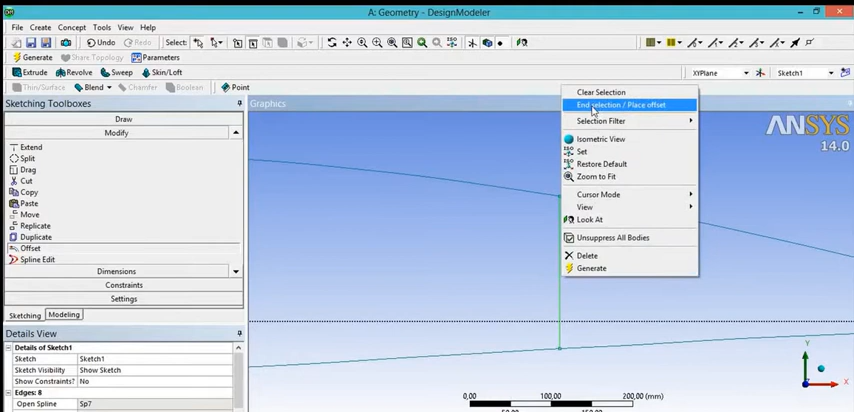 A: Geometry - DesignModeler
File Create Concept Tools View Help
Undo Redo Select:
Generate Share Topology Parameters
Extrude Revolve Sweep Skin/Loft
XYPlane Sketch1
Thin/Surface Blend Chamfer Boolean Point
Sketching Toolboxes
Draw
Modify
Extend
Split
Drag
Cut
Copy
Paste
Move
Replicate
Duplicate
Offset
Spline Edit
Dimensions
Constraints
Settings
Sketching Modeling
Details View
Details of Sketch1
Sketch Sketch1
Sketch Visibility Show Sketch
Show Constraints? No
Edges: 8
Open Spline Sp7
Graphics
ANSYS
14.0
Clear Selection
End selection / Place offset
Selection Filter
Isometric View
ISO Set
ISO Restore Default
Zoom to Fit
Cursor Mode
View
Look At
Unsuppress All Bodies
Delete
Generate
0,00 100,00 200,00 (mm)
Y
Z
X